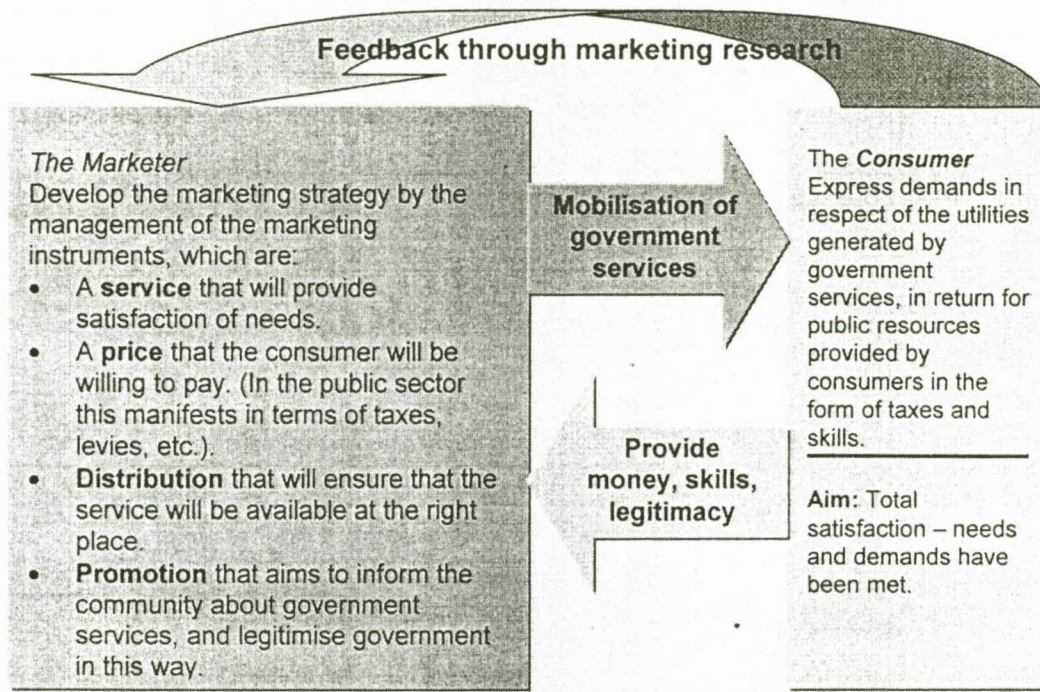 Feedback through marketing research
The Marketer
Develop the marketing strategy by the
management of the marketing
instruments, which are:
• A service that will provide
satisfaction of needs.
• A price that the consumer will be
willing to pay. (In the public sector
this manifests in terms of taxes,
levies, etc.).
• Distribution that will ensure that the
service will be available at the right
place.
• Promotion that aims to inform the
community about government
services, and legitimise government
in this way.
Mobilisation of
government
services
Provide
money, skills,
legitimacy
The Consumer
Express demands in
respect of the utilities
generated by
government
services, in return for
public resources
provided by
consumers in the
form of taxes and
skills.
Aim: Total
satisfaction – needs
and demands have
been met.